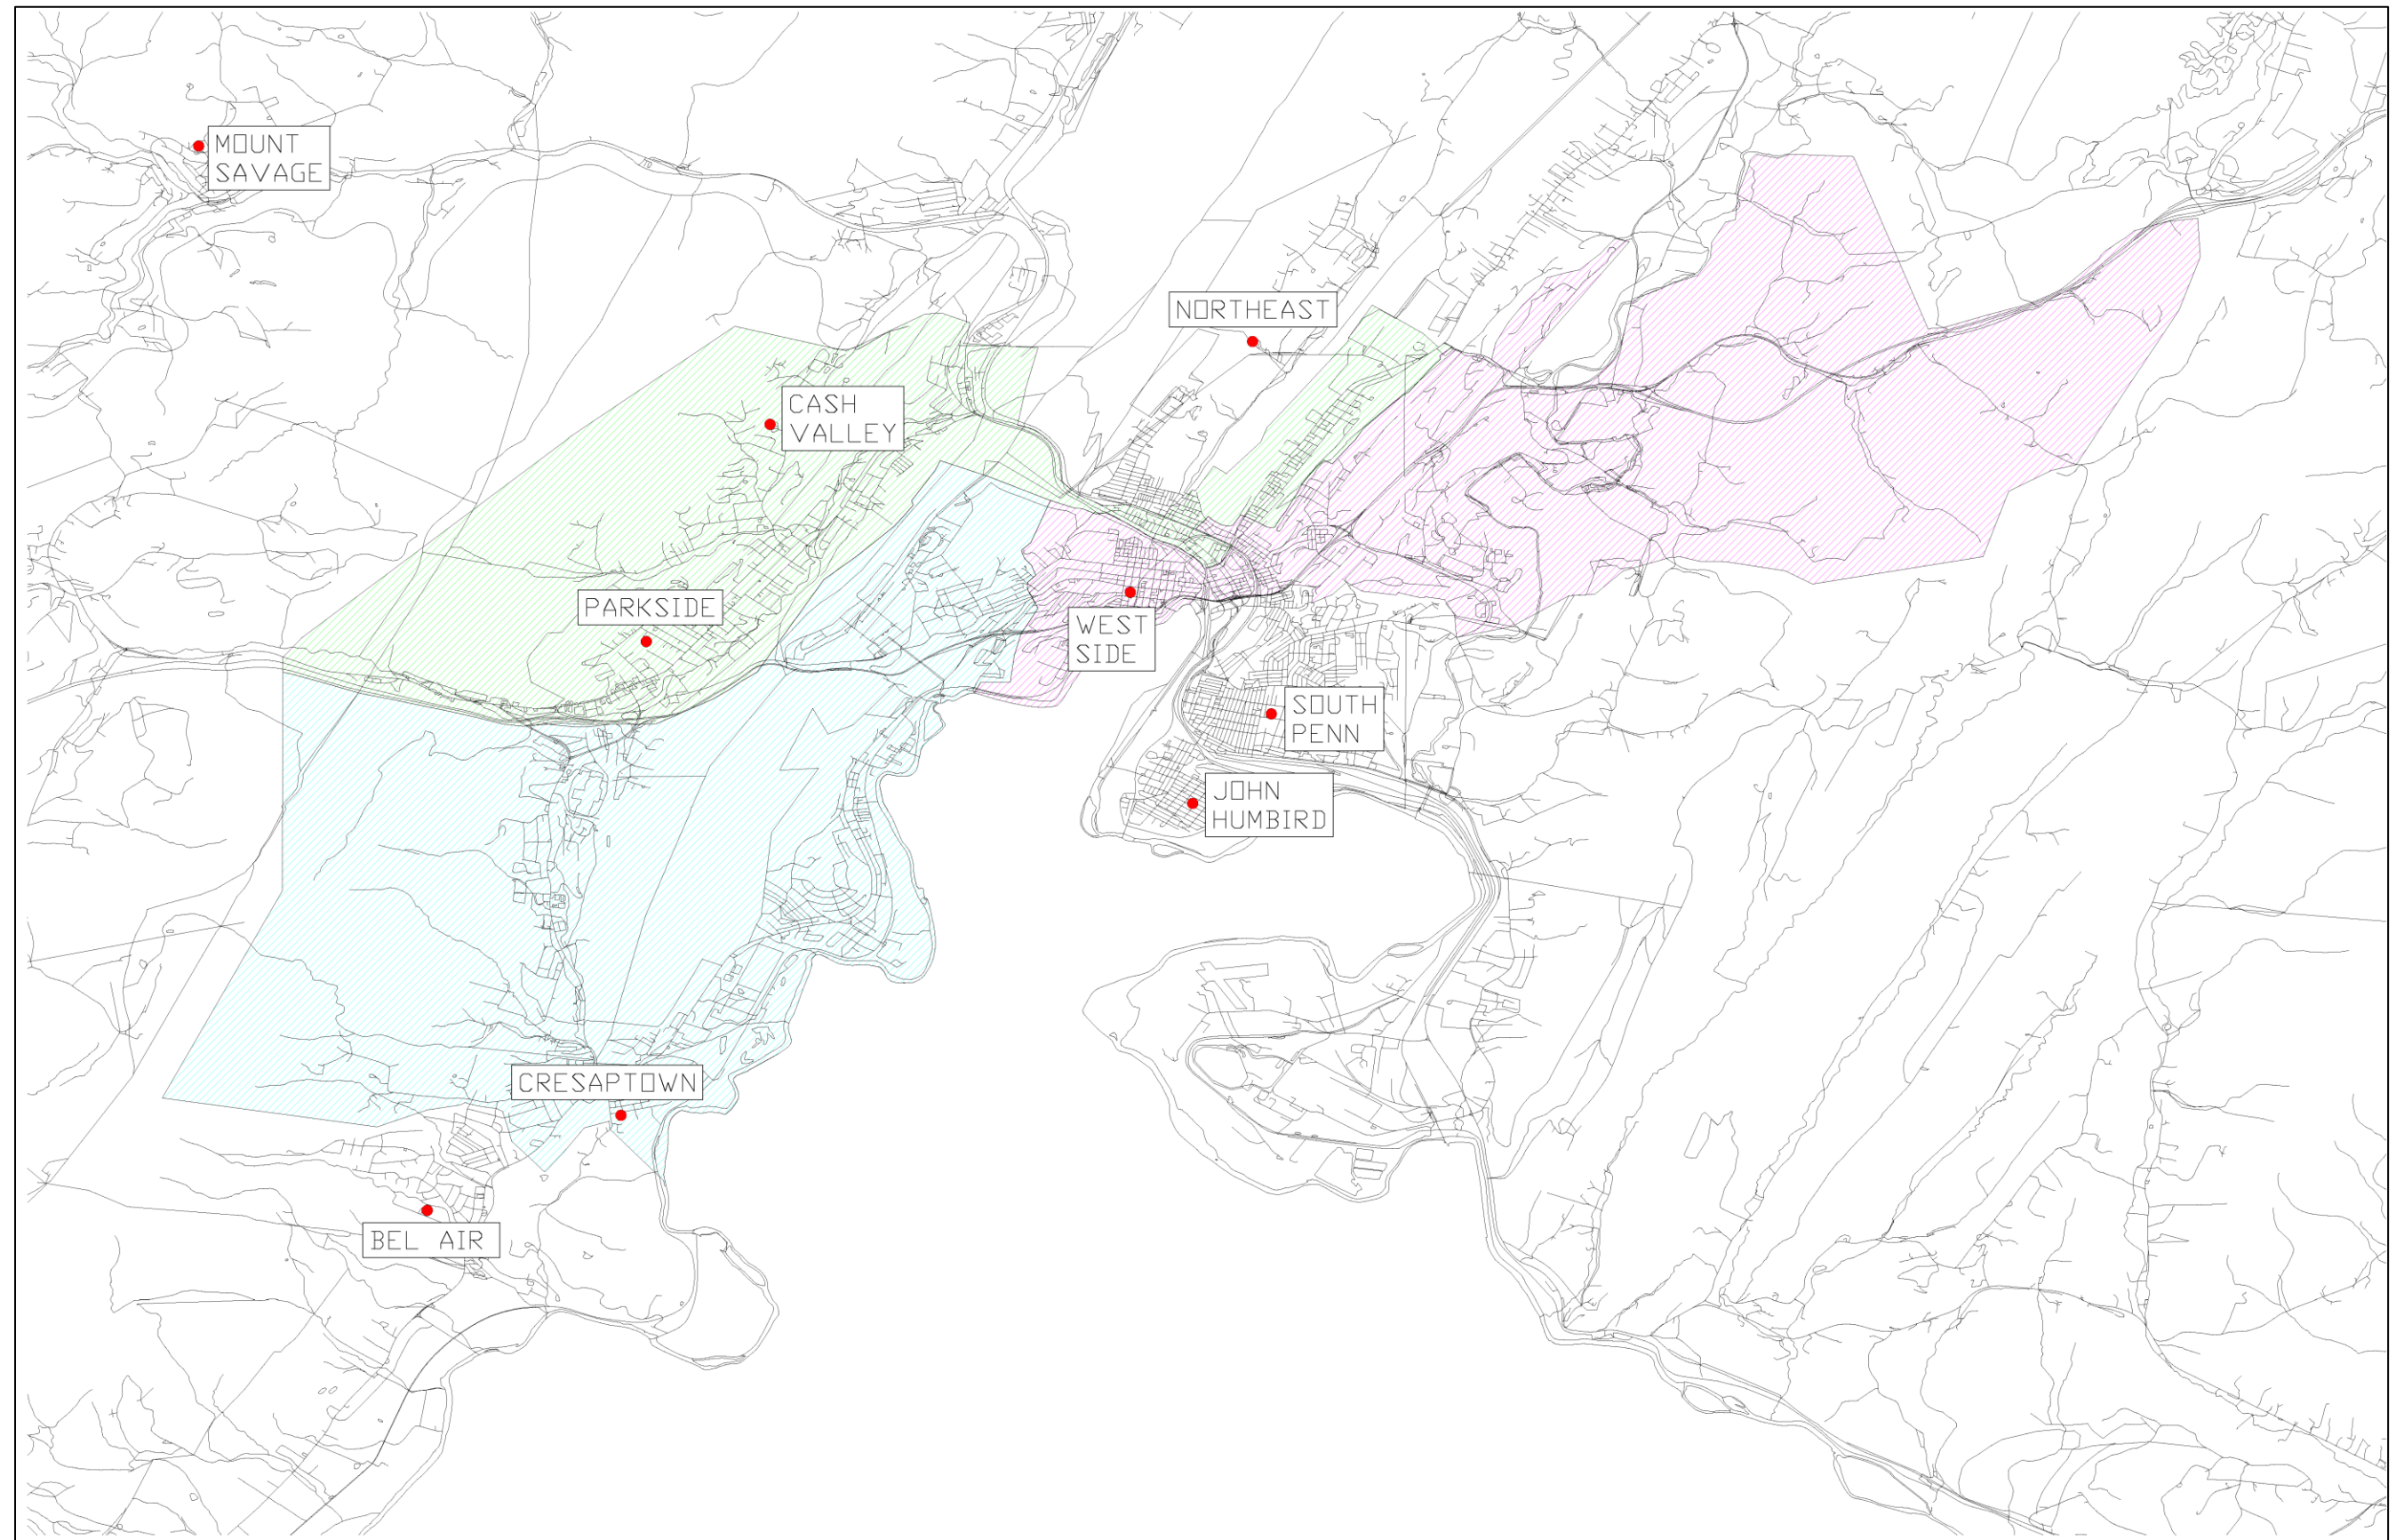 MOUNT
SAVAGE
NORTHEAST
CASH
VALLEY
PARKSIDE
WEST
SIDE
SOUTH
PENN
JOHN
HUMBIRD
CRESAPTOWN
BEL AIR